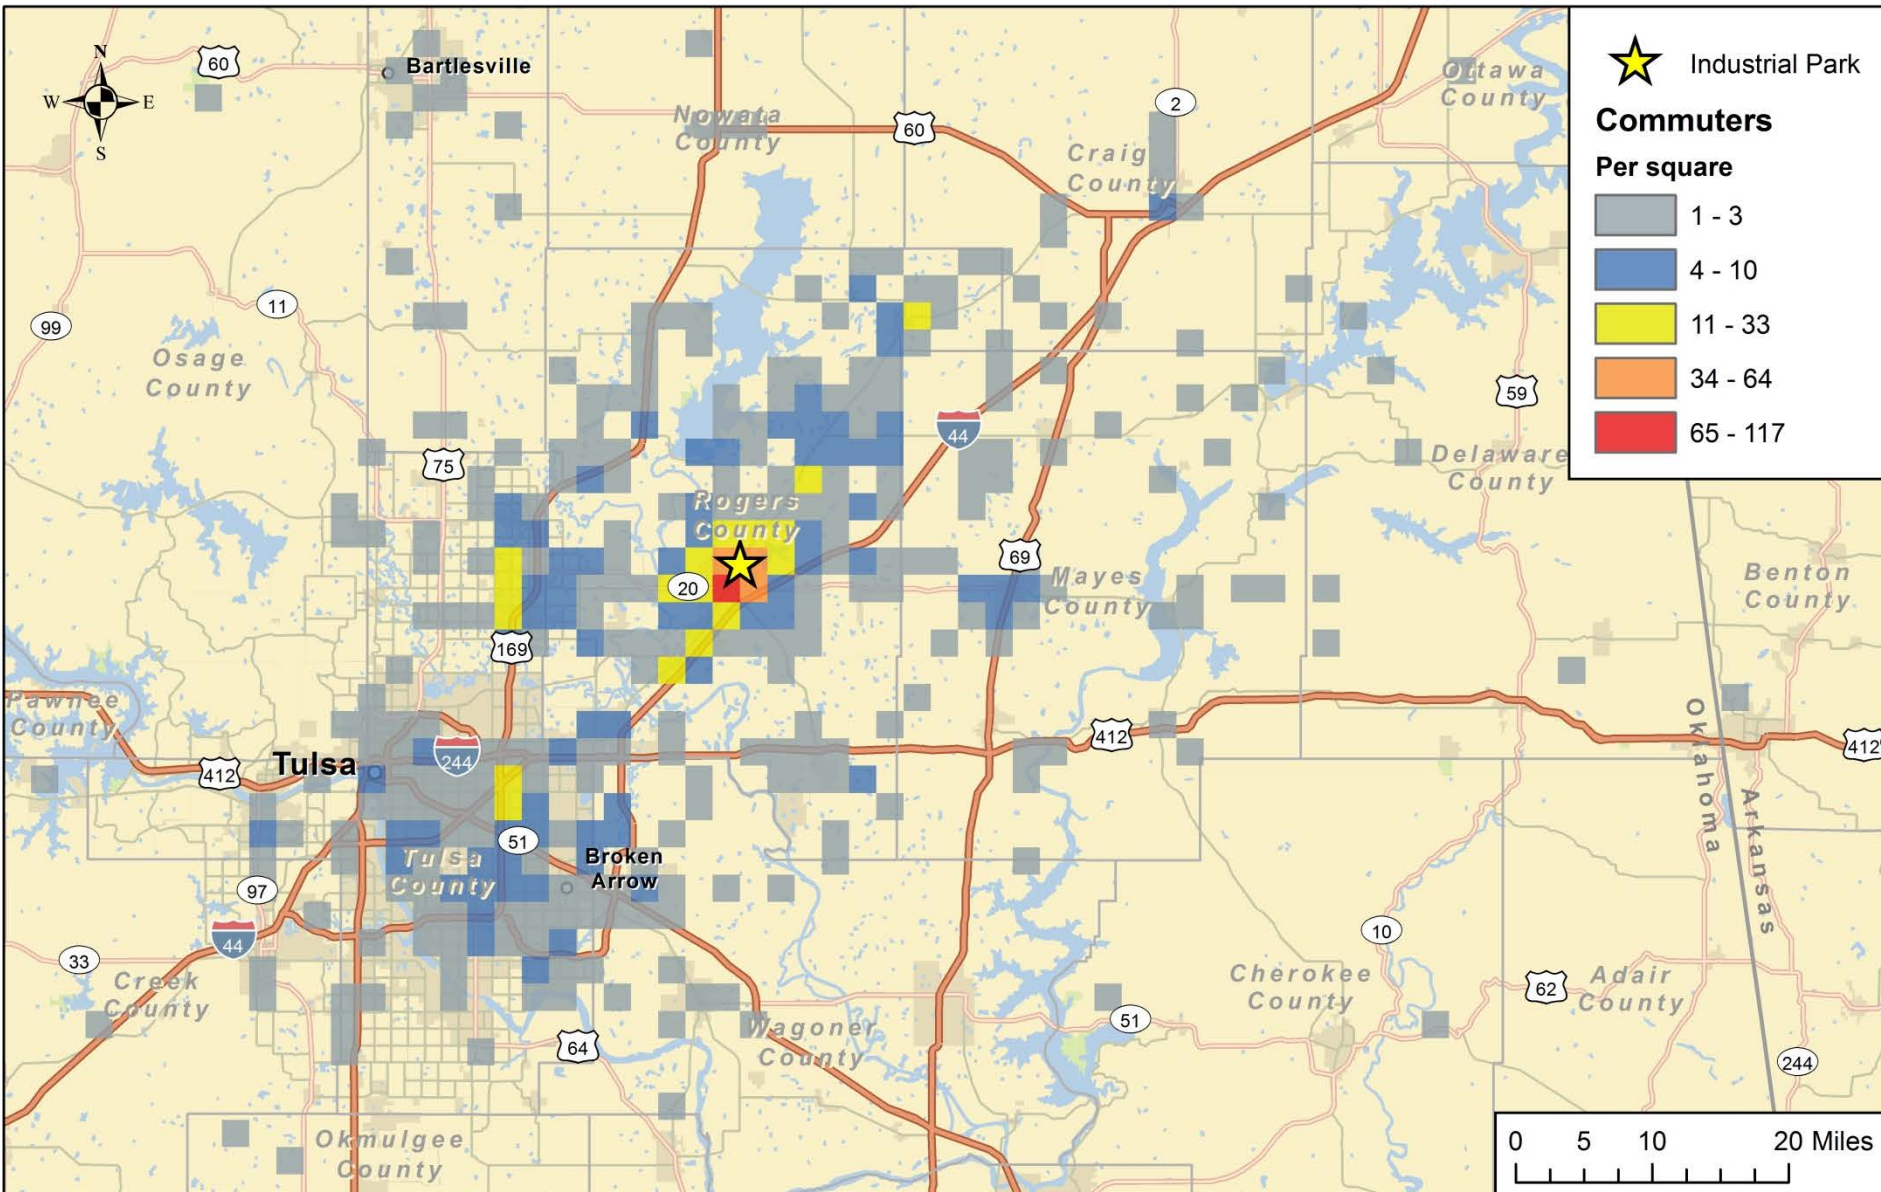 N
W
E
S
60
Bartlesville
Nowata
County
60
2
Craig
County
Ottawa
County
Industrial Park
Commuters
Per square
1 - 3
4 - 10
11 - 33
34 - 64
65 - 117
99
11
Osage
County
75
44
59
Delaware
County
Rogers
County
20
69
Mayes
County
Benton
County
169
Pawnee
County
412
Tulsa
244
412
412
Oklahoma
Arkansas
51
Tulsa
County
Broken
Arrow
97
44
33
Creek
County
10
Cherokee
County
62
Adair
County
51
Wagoner
County
64
244
Okmulgee
County
0
5
10
20 Miles